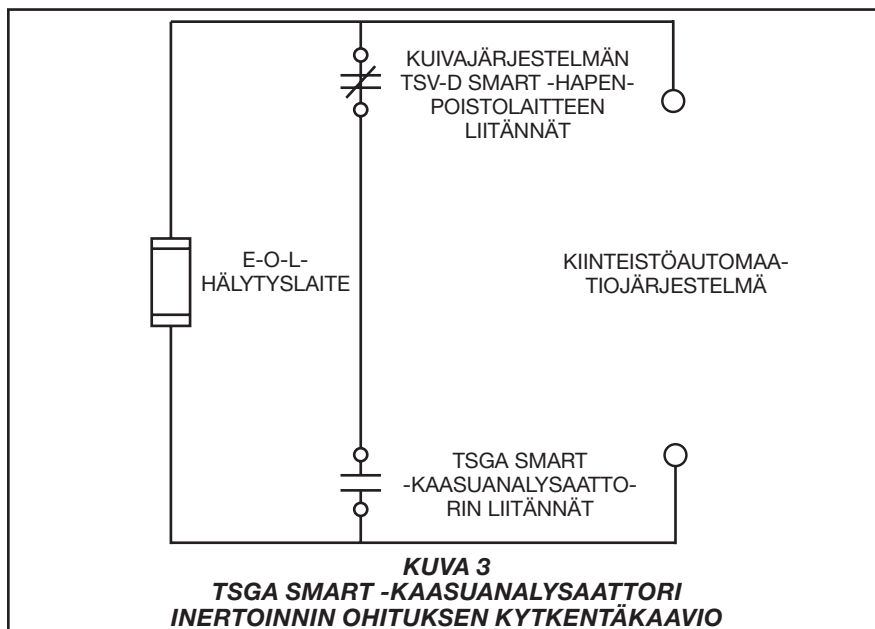 KUIVAJÄRJESTELMÄN
TSV-D SMART -HAPEN-
POISTOLAITTEEN
LIITÄNNÄT
E-O-L-
HÄLYTYSLAITE
KIINTEISTÖAUTOMAA-
TIOJÄRJESTELMÄ
TSGA SMART
-KAASUANALYSAATTO-
RIN LIITÄNNÄT
KUVA 3
TSGA SMART -KAASUANALYSAATTORI
INERTOINNIN OHITUKSEN KYTKENTÄKAAVIO